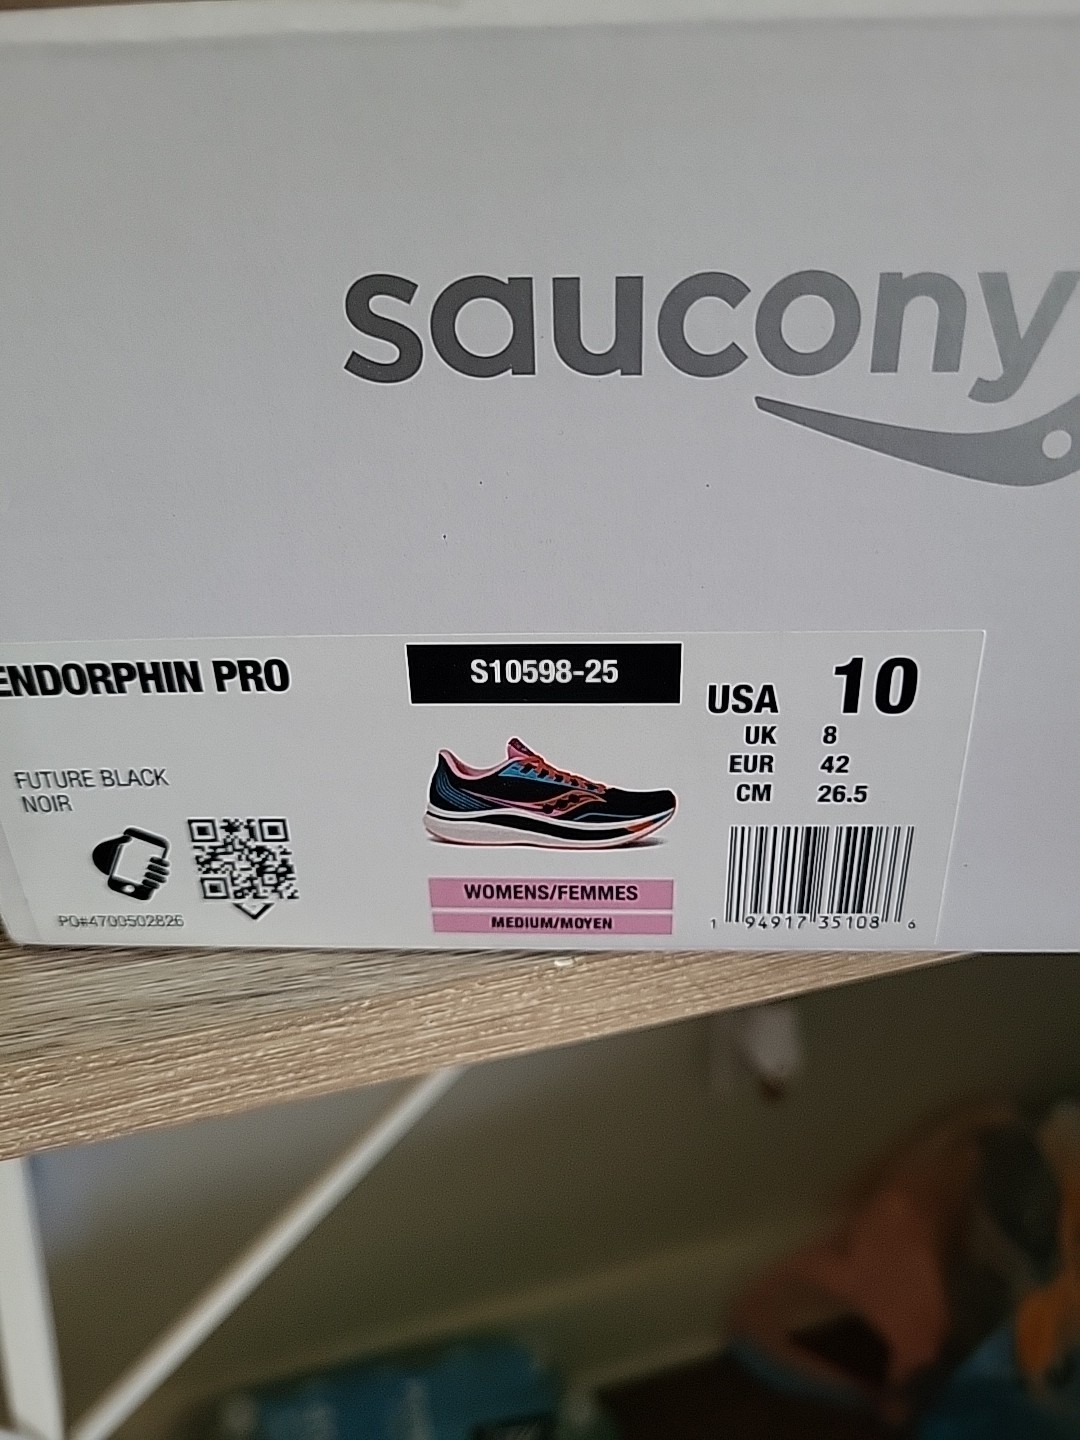 saucony
ENDORPHIN PRO
S10598-25
USA 10
UK 8
EUR 42
CM 26.5
FUTURE BLACK
NOIR
WOMENS/FEMMES
MEDIUM/MOYEN
PO#4700502826
1 94917 35108 6